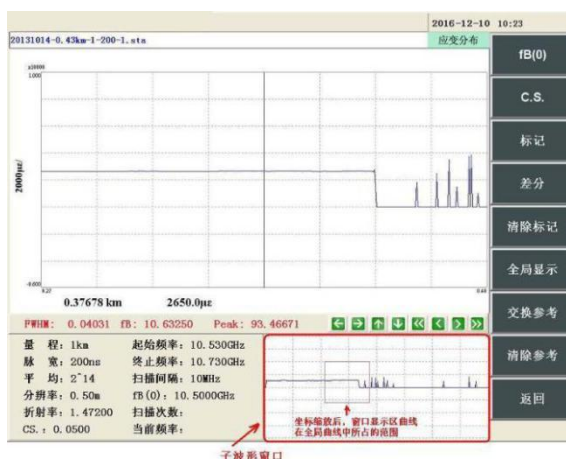 2016-12-10 10:23
20131014-0.43km-1-200-1.stn
应变分布
fB(0)
C.S.
标记
差分
清除标记
全局显示
交换参考
清除参考
返回
x10000
1.000
2000με/
0.37678 km
2650.0με
FWHM: 0.04031 fB: 10.63250 Peak: 93.46671
量 程: 1km
起始频率: 10.530GHz
脉 宽: 200ns
终止频率: 10.730GHz
平 均: 2^14
扫描间隔: 10MHz
分辨率: 0.50m
fB(0): 10.5000GHz
折射率: 1.47200
扫描次数:
CS.: 0.0500
当前频率:
坐标缩放后,窗口显示区曲线
在全局曲线中所占的范围
子波形窗口